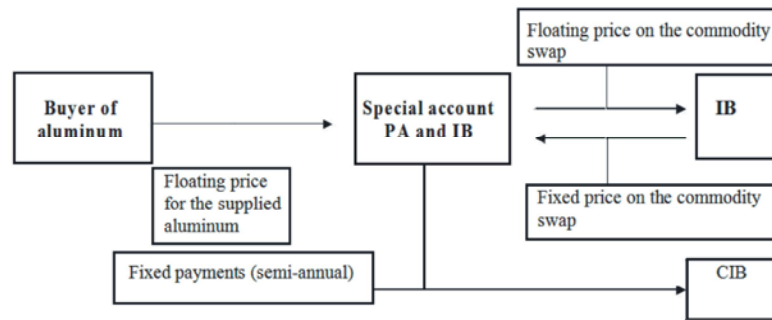 Floating price on the commodity
swap
Buyer of
aluminum
Special account
PA and IB
IB
Floating price
for the supplied
aluminum
Fixed price on the commodity
swap
Fixed payments (semi-annual)
CIB